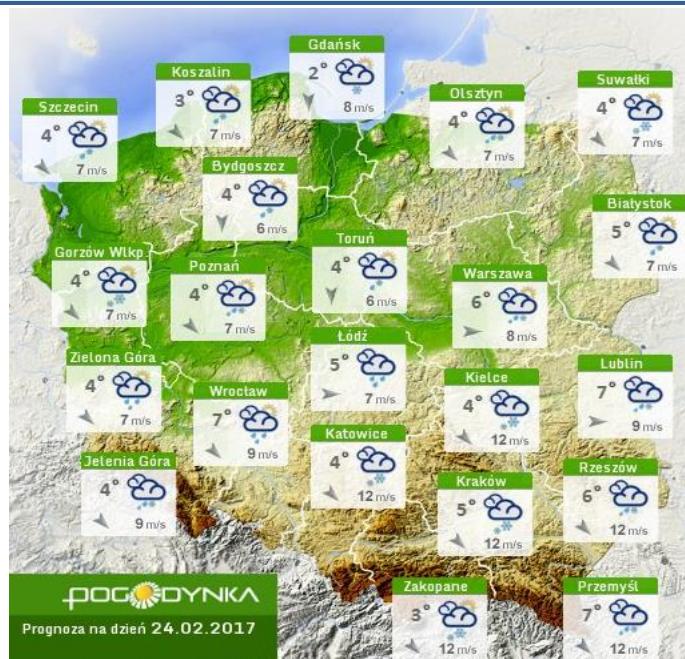 Gdańsk
2°
8 m/s
Koszalin
3°
7 m/s
Suwałki
4°
7 m/s
Olsztyn
4°
7 m/s
Szczecin
4°
7 m/s
Bydgoszcz
4°
6 m/s
Białystok
5°
7 m/s
Toruń
4°
6 m/s
Gorzów Wlkp
4°
7 m/s
Poznań
4°
7 m/s
Warszawa
6°
8 m/s
Łódź
5°
7 m/s
Zielona Góra
4°
7 m/s
Lublin
7°
9 m/s
Kielce
4°
12 m/s
Wrocław
7°
9 m/s
Katowice
4°
12 m/s
Jelenia Góra
4°
9 m/s
Rzeszów
6°
12 m/s
Kraków
5°
12 m/s
Zakopane
3°
12 m/s
Przemyśl
7°
12 m/s
POGODYNKA
Prognoza na dzień 24.02.2017